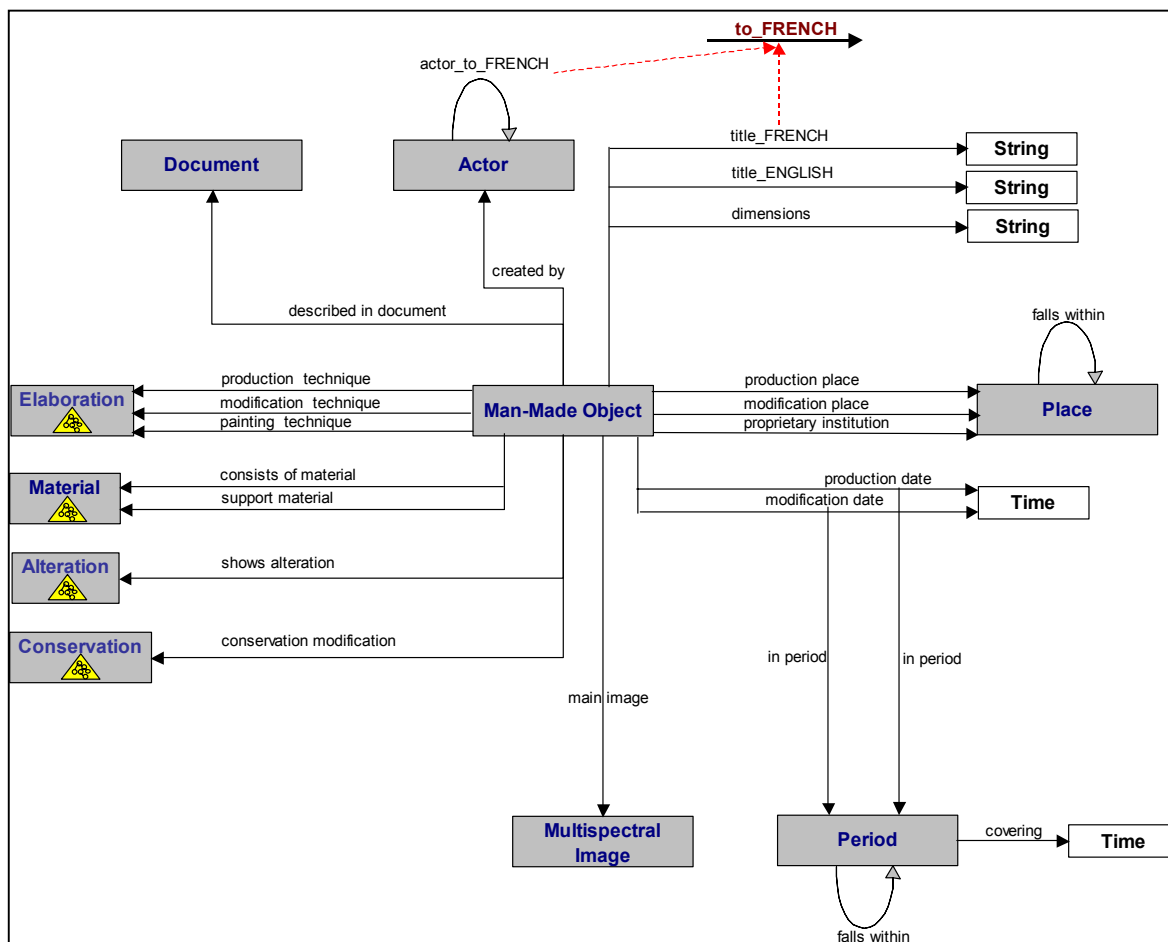 to_FRENCH
actor_to_FRENCH
title_FRENCH
String
Document
Actor
title_ENGLISH
String
dimensions
String
created by
described in document
falls within
production technique
production place
Elaboration
modification technique
Man-Made Object
modification place
Place
painting technique
proprietary institution
consists of material
production date
Material
support material
modification date
Time
shows alteration
Alteration
conservation modification
Conservation
in period
in period
main image
Multispectral
Image
Period
covering
Time
falls within